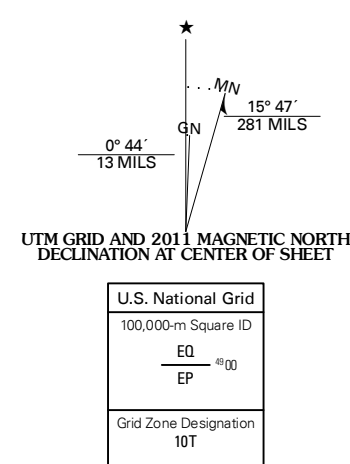 ★
MN
GN
15° 47´
281 MILS
0° 44´
13 MILS
UTM GRID AND 2011 MAGNETIC NORTH
DECLINATION AT CENTER OF SHEET
U.S. National Grid
100,000-m Square ID
EQ
4900
EP
Grid Zone Designation
10T